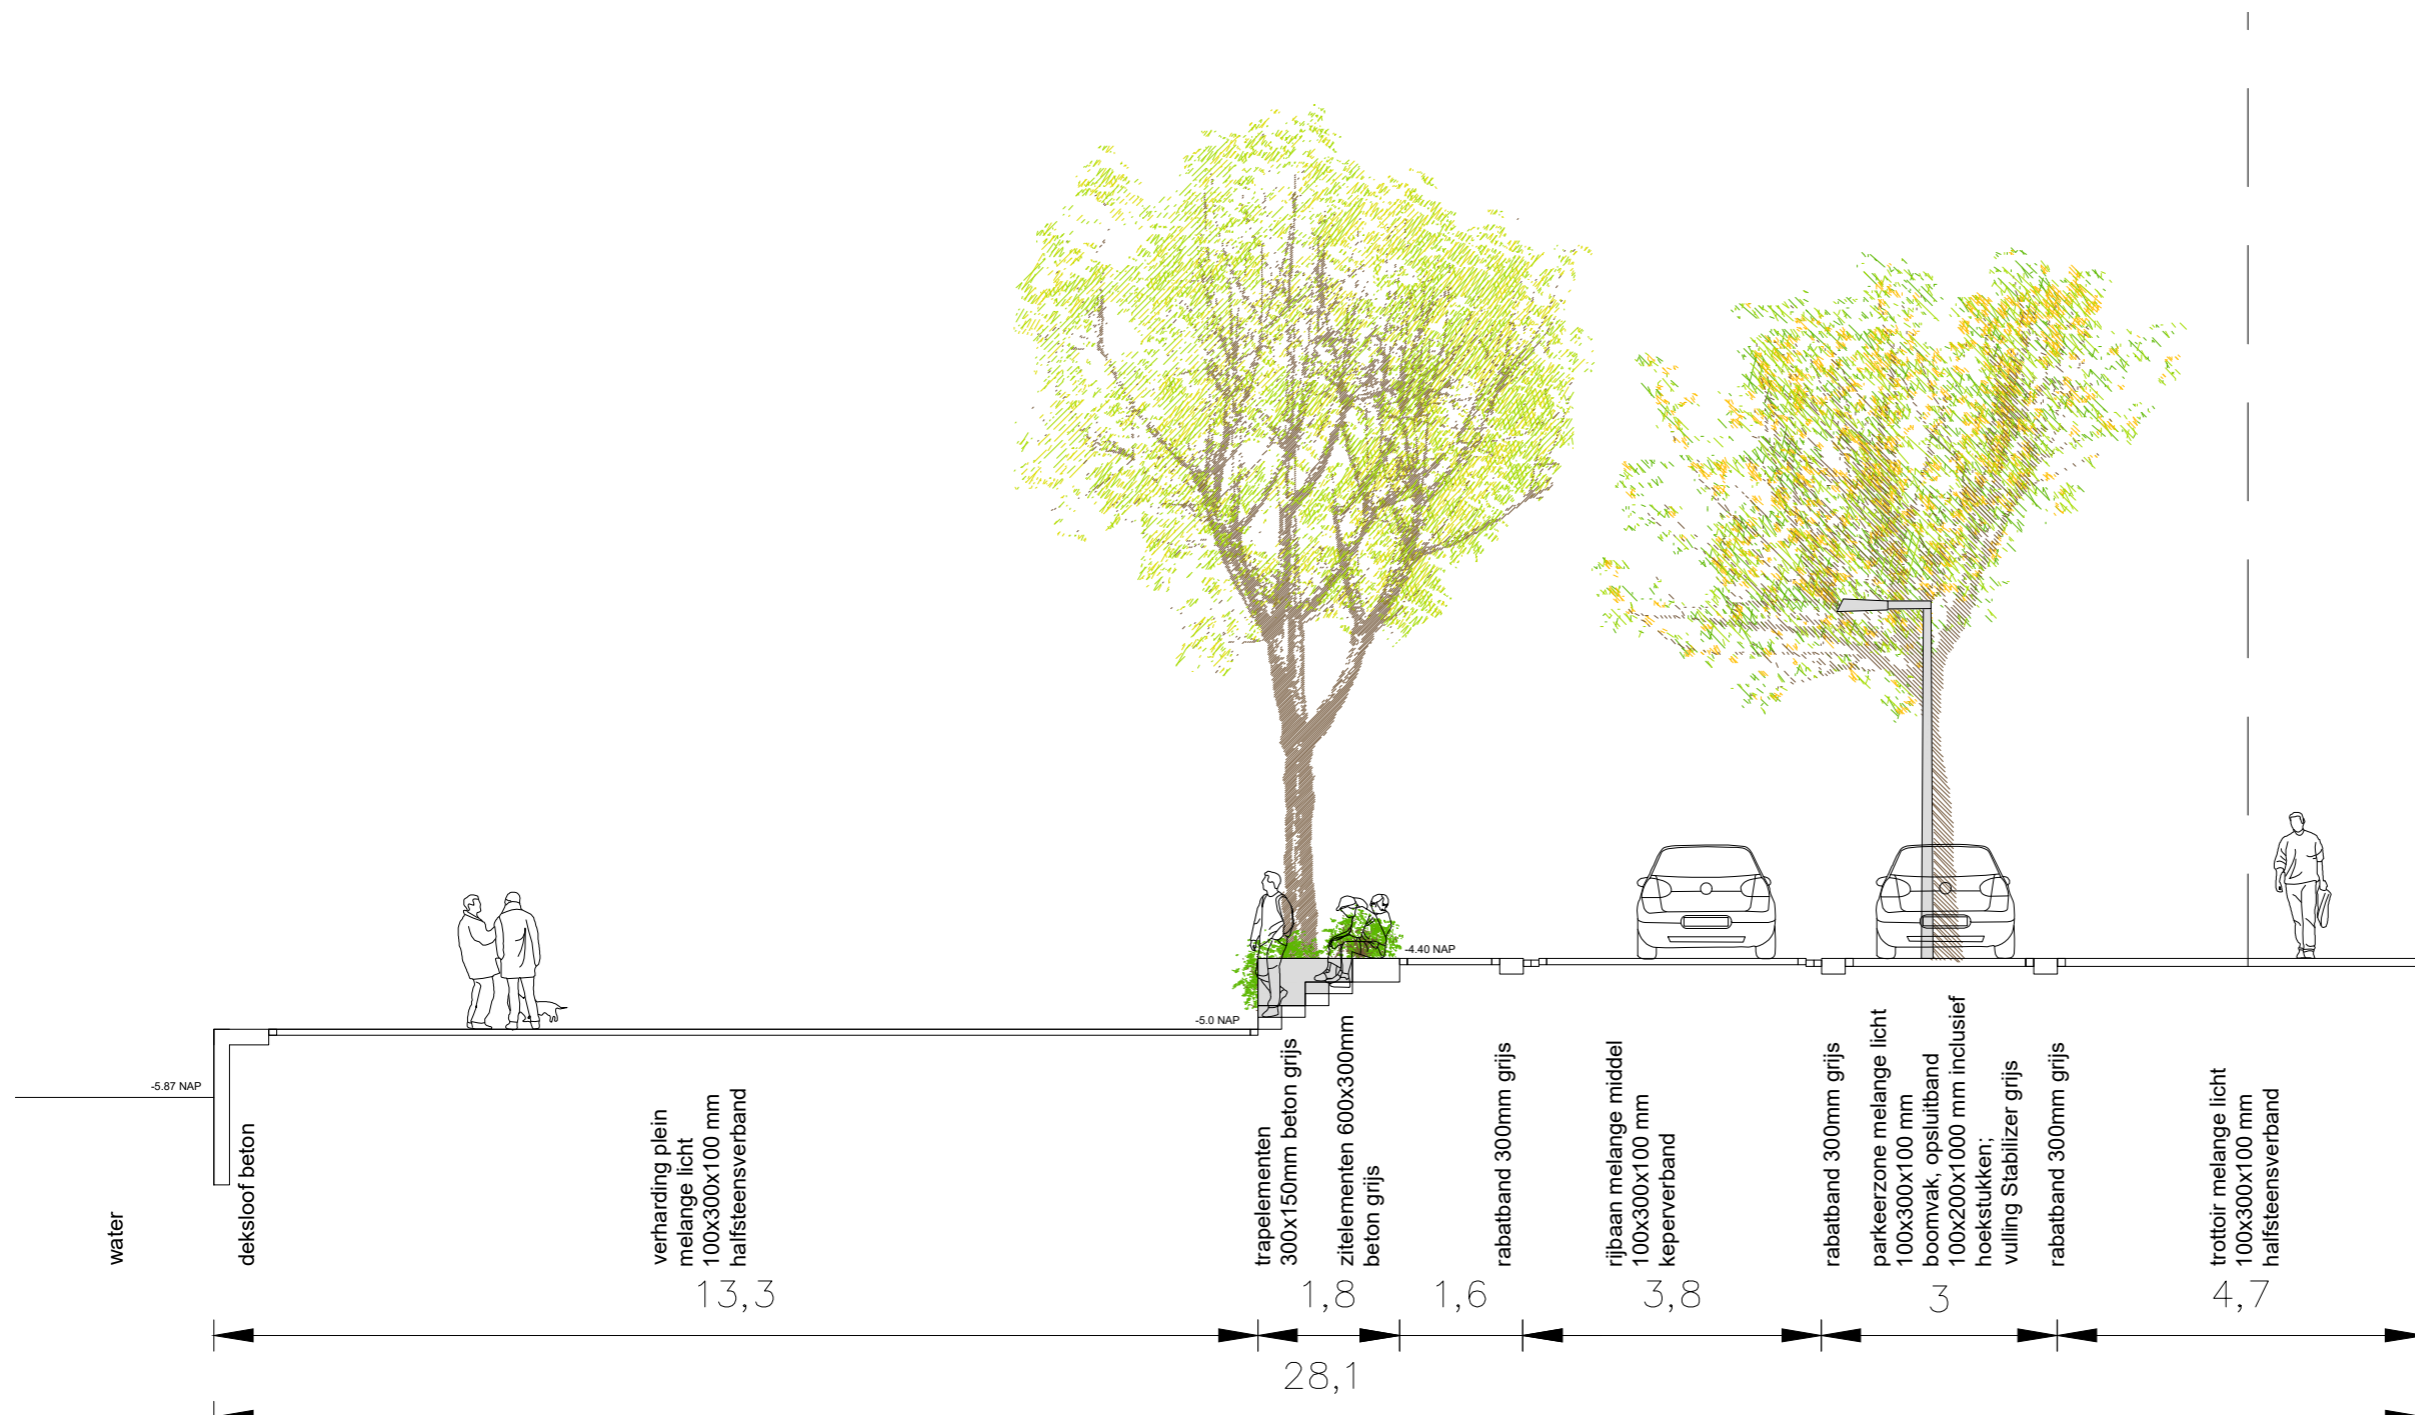 -4.40 NAP
-5.0 NAP
-5.87 NAP
water
deksloof beton
verharding plein
melange licht
100x300x100 mm
halfsteensverband
trapelementen
300x150mm beton grijs
zitelementen 600x300mm
beton grijs
rabatband 300mm grijs
rijbaan melange middel
100x300x100 mm
keperverband
rabatband 300mm grijs
parkeerzone melange licht
100x300x100 mm
boomvak, opsluitband
100x200x1000 mm inclusief
hoekstukken;
vulling Stabilizer grijs
rabatband 300mm grijs
trottoir melange licht
100x300x100 mm
halfsteensverband
13,3
1,8
1,6
3,8
3
4,7
28,1